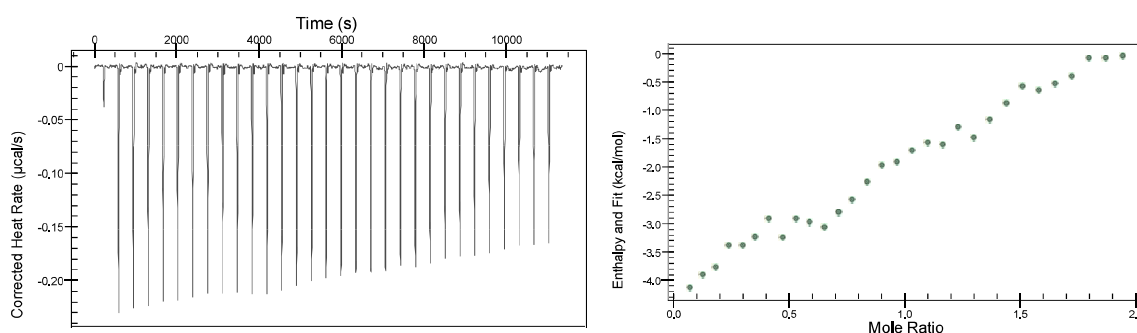 Time (s)
0 2000 4000 6000 8000 10000
0
-0,05
-0,10
-0,15
-0,20
Corrected Heat Rate (µcal/s)
-0
-0.5
-1.0
-1.5
-2.0
-2.5
-3.0
-3.5
-4.0
Enthalpy and Fit (kcal/mol)
0.0 0.5 1.0 1.5 2.
Mole Ratio